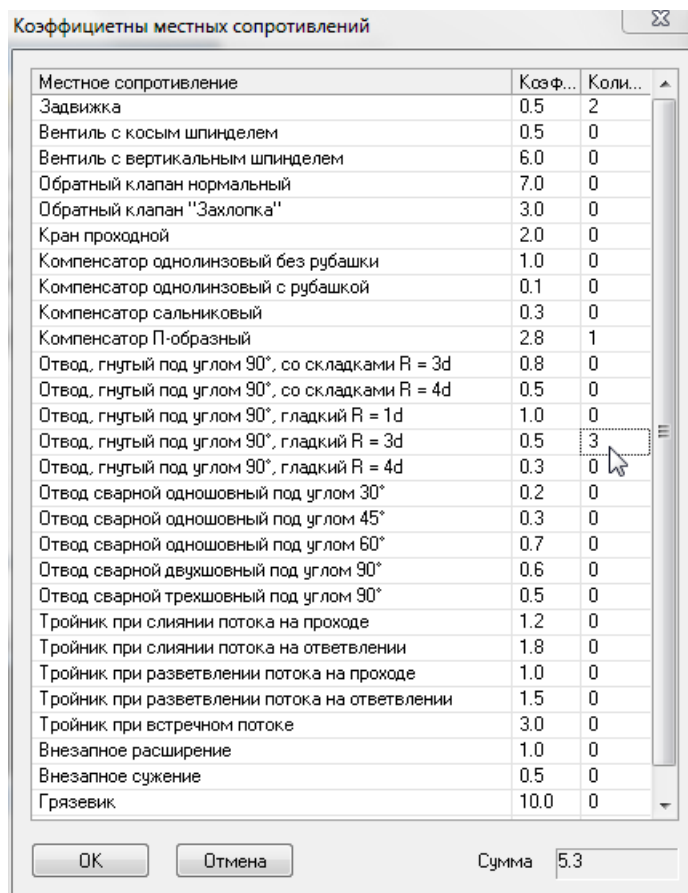 Коэффициетны местных сопротивлений
Местное сопротивление Коэф... Коли...
Задвижка 0.5 2
Вентиль с косым шпинделем 0.5 0
Вентиль с вертикальным шпинделем 6.0 0
Обратный клапан нормальный 7.0 0
Обратный клапан "Захлопка" 3.0 0
Кран проходной 2.0 0
Компенсатор однолинзовый без рубашки 1.0 0
Компенсатор однолинзовый с рубашкой 0.1 0
Компенсатор сальниковый 0.3 0
Компенсатор П-образный 2.8 1
Отвод, гнутый под углом 90°, со складками R = 3d 0.8 0
Отвод, гнутый под углом 90°, со складками R = 4d 0.5 0
Отвод, гнутый под углом 90°, гладкий R = 1d 1.0 0
Отвод, гнутый под углом 90°, гладкий R = 3d 0.5 3
Отвод, гнутый под углом 90°, гладкий R = 4d 0.3 0
Отвод сварной одношовный под углом 30° 0.2 0
Отвод сварной одношовный под углом 45° 0.3 0
Отвод сварной одношовный под углом 60° 0.7 0
Отвод сварной двухшовный под углом 90° 0.6 0
Отвод сварной трехшовный под углом 90° 0.5 0
Тройник при слиянии потока на проходе 1.2 0
Тройник при слиянии потока на ответвлении 1.8 0
Тройник при разветвлении потока на проходе 1.0 0
Тройник при разветвлении потока на ответвлении 1.5 0
Тройник при встречном потоке 3.0 0
Внезапное расширение 1.0 0
Внезапное сужение 0.5 0
Грязевик 10.0 0
OK Отмена Сумма 5.3